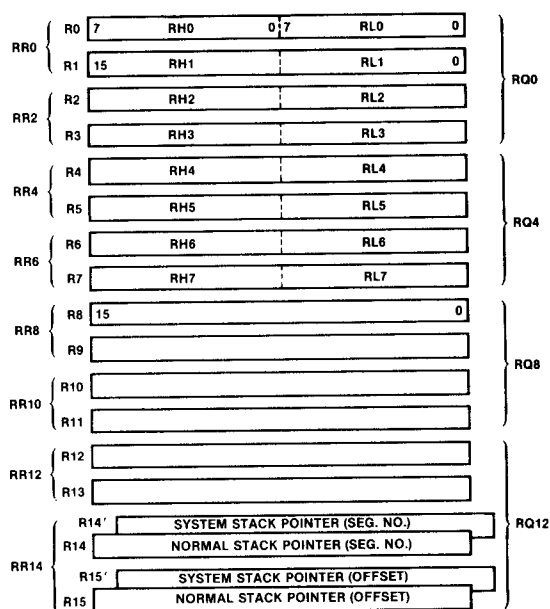 RR0 R0 7 RH0 0 7 RL0 0
R1 15 RH1 RL1 0
RQ0
RR2 R2 RH2 RL2
R3 RH3 RL3
RR4 R4 RH4 RL4
R5 RH5 RL5
RQ4
RR6 R6 RH6 RL6
R7 RH7 RL7
RR8 R8 15 0
R9
RQ8
RR10 R10
R11
RR12 R12
R13
RQ12
R14' SYSTEM STACK POINTER (SEG. NO.)
RR14 R14 NORMAL STACK POINTER (SEG. NO.)
R15' SYSTEM STACK POINTER (OFFSET)
R15 NORMAL STACK POINTER (OFFSET)